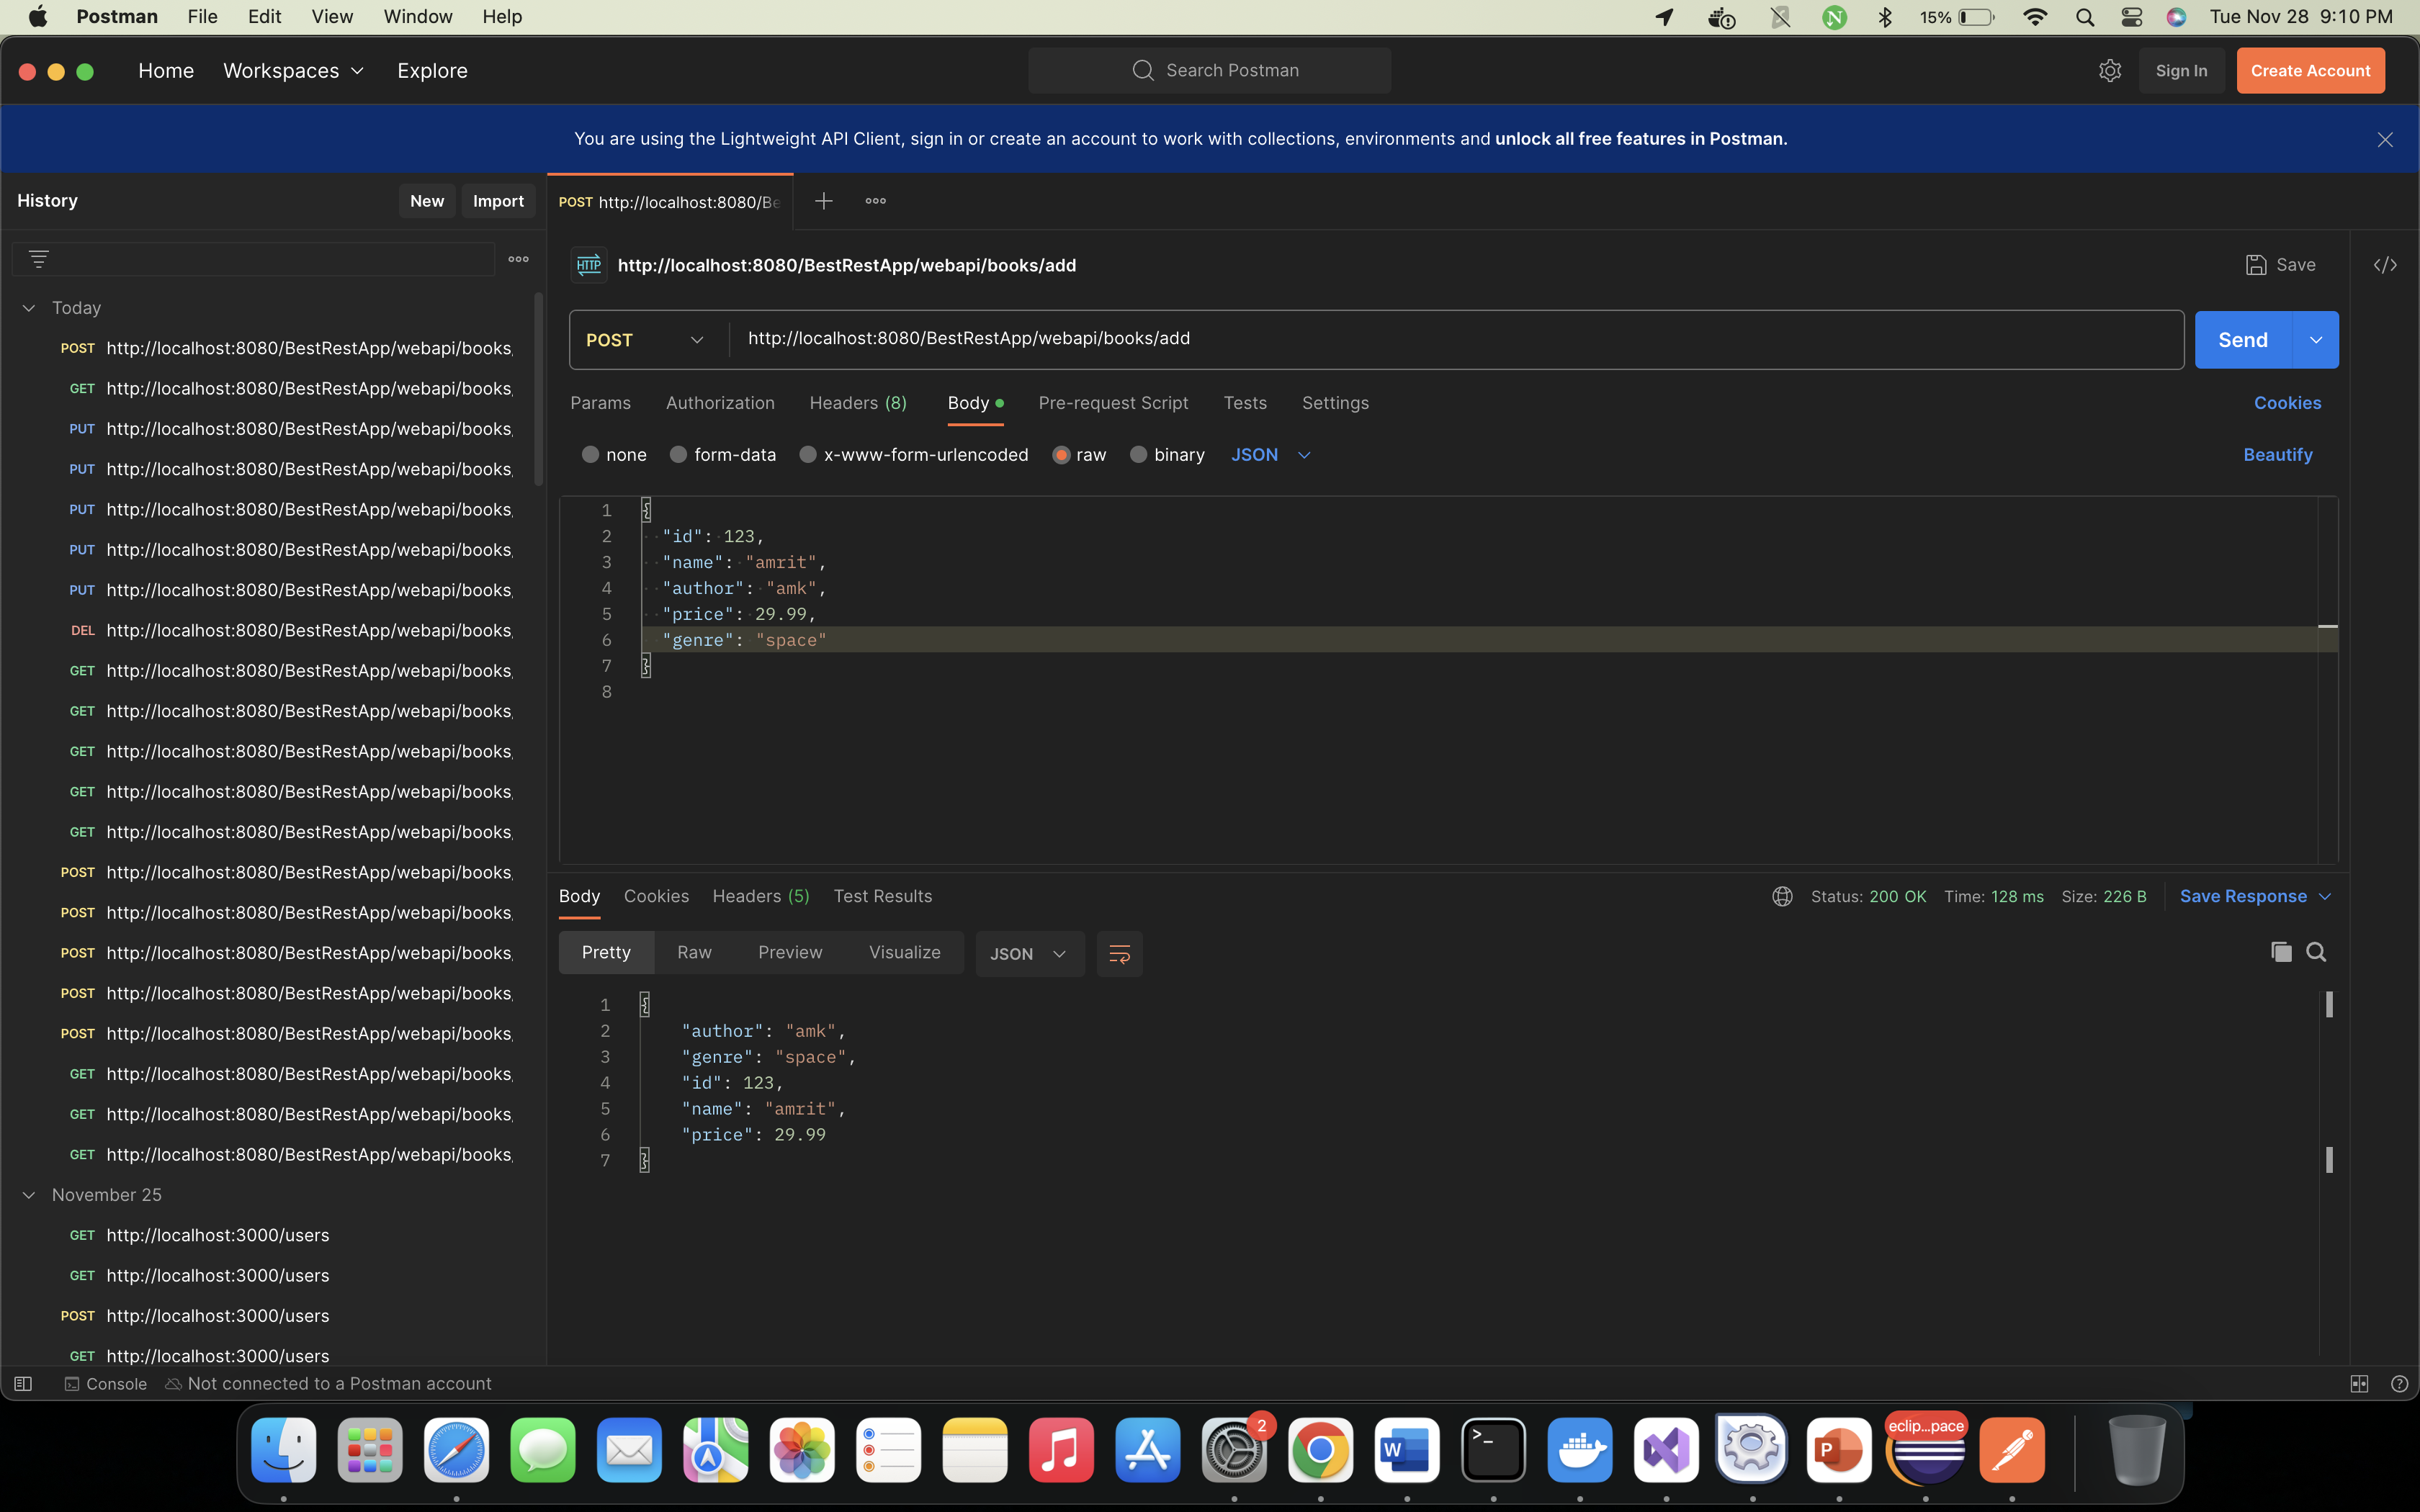 Postman File Edit View Window Help 15% Tue Nov 28 9:10 PM
Home Workspaces Explore Search Postman Sign In Create Account
You are using the Lightweight API Client, sign in or create an account to work with collections, environments and unlock all free features in Postman.
History New Import
Today
POST http://localhost:8080/BestRestApp/webapi/books,
GET http://localhost:8080/BestRestApp/webapi/books,
PUT http://localhost:8080/BestRestApp/webapi/books,
PUT http://localhost:8080/BestRestApp/webapi/books,
PUT http://localhost:8080/BestRestApp/webapi/books,
PUT http://localhost:8080/BestRestApp/webapi/books,
PUT http://localhost:8080/BestRestApp/webapi/books,
DEL http://localhost:8080/BestRestApp/webapi/books,
GET http://localhost:8080/BestRestApp/webapi/books,
GET http://localhost:8080/BestRestApp/webapi/books,
GET http://localhost:8080/BestRestApp/webapi/books,
GET http://localhost:8080/BestRestApp/webapi/books,
GET http://localhost:8080/BestRestApp/webapi/books,
POST http://localhost:8080/BestRestApp/webapi/books,
POST http://localhost:8080/BestRestApp/webapi/books,
POST http://localhost:8080/BestRestApp/webapi/books,
POST http://localhost:8080/BestRestApp/webapi/books,
POST http://localhost:8080/BestRestApp/webapi/books,
GET http://localhost:8080/BestRestApp/webapi/books,
GET http://localhost:8080/BestRestApp/webapi/books,
GET http://localhost:8080/BestRestApp/webapi/books,
November 25
GET http://localhost:3000/users
GET http://localhost:3000/users
POST http://localhost:3000/users
GET http://localhost:3000/users
POST http://localhost:8080/Be
HTTP http://localhost:8080/BestRestApp/webapi/books/add Save
POST http://localhost:8080/BestRestApp/webapi/books/add Send
Params Authorization Headers (8) Body Pre-request Script Tests Settings Cookies
none form-data x-www-form-urlencoded raw binary JSON Beautify
1 {
2 "id": 123,
3 "name": "amrit",
4 "author": "amk",
5 "price": 29.99,
6 "genre": "space"
7 }
8
Body Cookies Headers (5) Test Results Status: 200 OK Time: 128 ms Size: 226 B Save Response
Pretty Raw Preview Visualize JSON
1 {
2 "author": "amk",
3 "genre": "space",
4 "id": 123,
5 "name": "amrit",
6 "price": 29.99
7 }
Console Not connected to a Postman account
2
eclip...pace